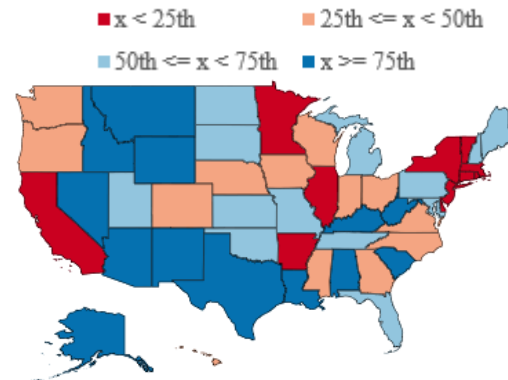 x < 25th 25th <= x < 50th
50th <= x < 75th x >= 75th